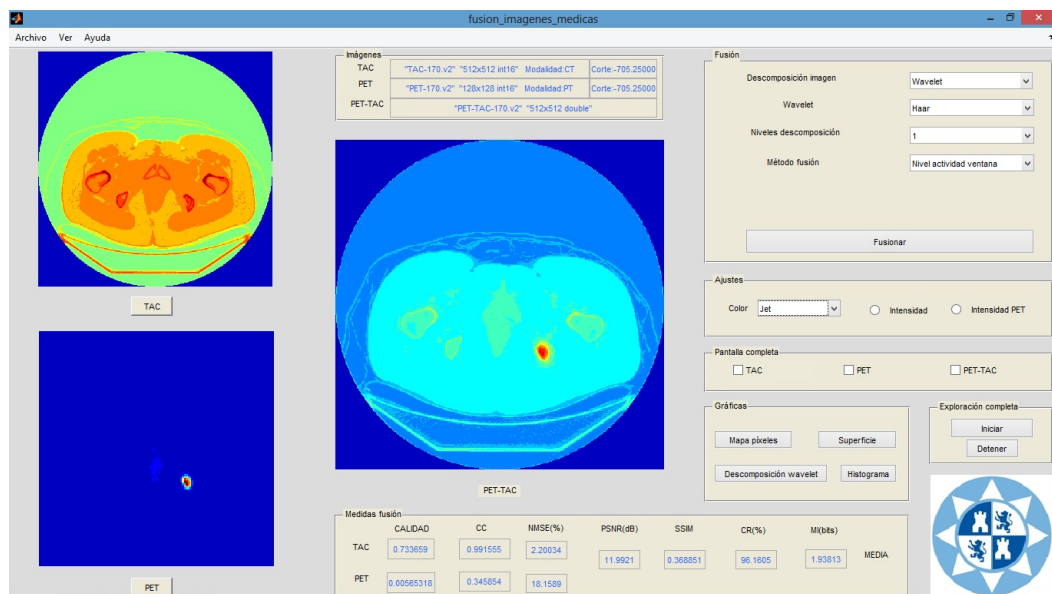 fusion_imagenes_medicas
Archivo Ver Ayuda
Imágenes
TAC "TAC-170.v2" "512x512 int16" Modalidad:CT Corte:-705.25000
PET "PET-170.v2" "128x128 int16" Modalidad:PT Corte:-705.25000
PET-TAC "PET-TAC-170.v2" "512x512 double"
TAC
PET
PET-TAC
Fusión
Descomposición imagen Wavelet
Wavelet Haar
Niveles descomposición 1
Método fusión Nivel actividad ventana
Fusionar
Ajustes
Color Jet Intensidad Intensidad PET
Pantalla completa
TAC PET PET-TAC
Gráficas
Mapa píxeles Superficie
Descomposición wavelet Histograma
Exploración completa
Iniciar
Detener
Medidas fusión
CALIDAD CC NMSE(%) PSNR(dB) SSIM CR(%) MI(bits)
TAC 0.733659 0.991555 2.20034
11.9921 0.368851 96.1605 1.93813 MEDIA
PET 0.00565318 0.345854 18.1589